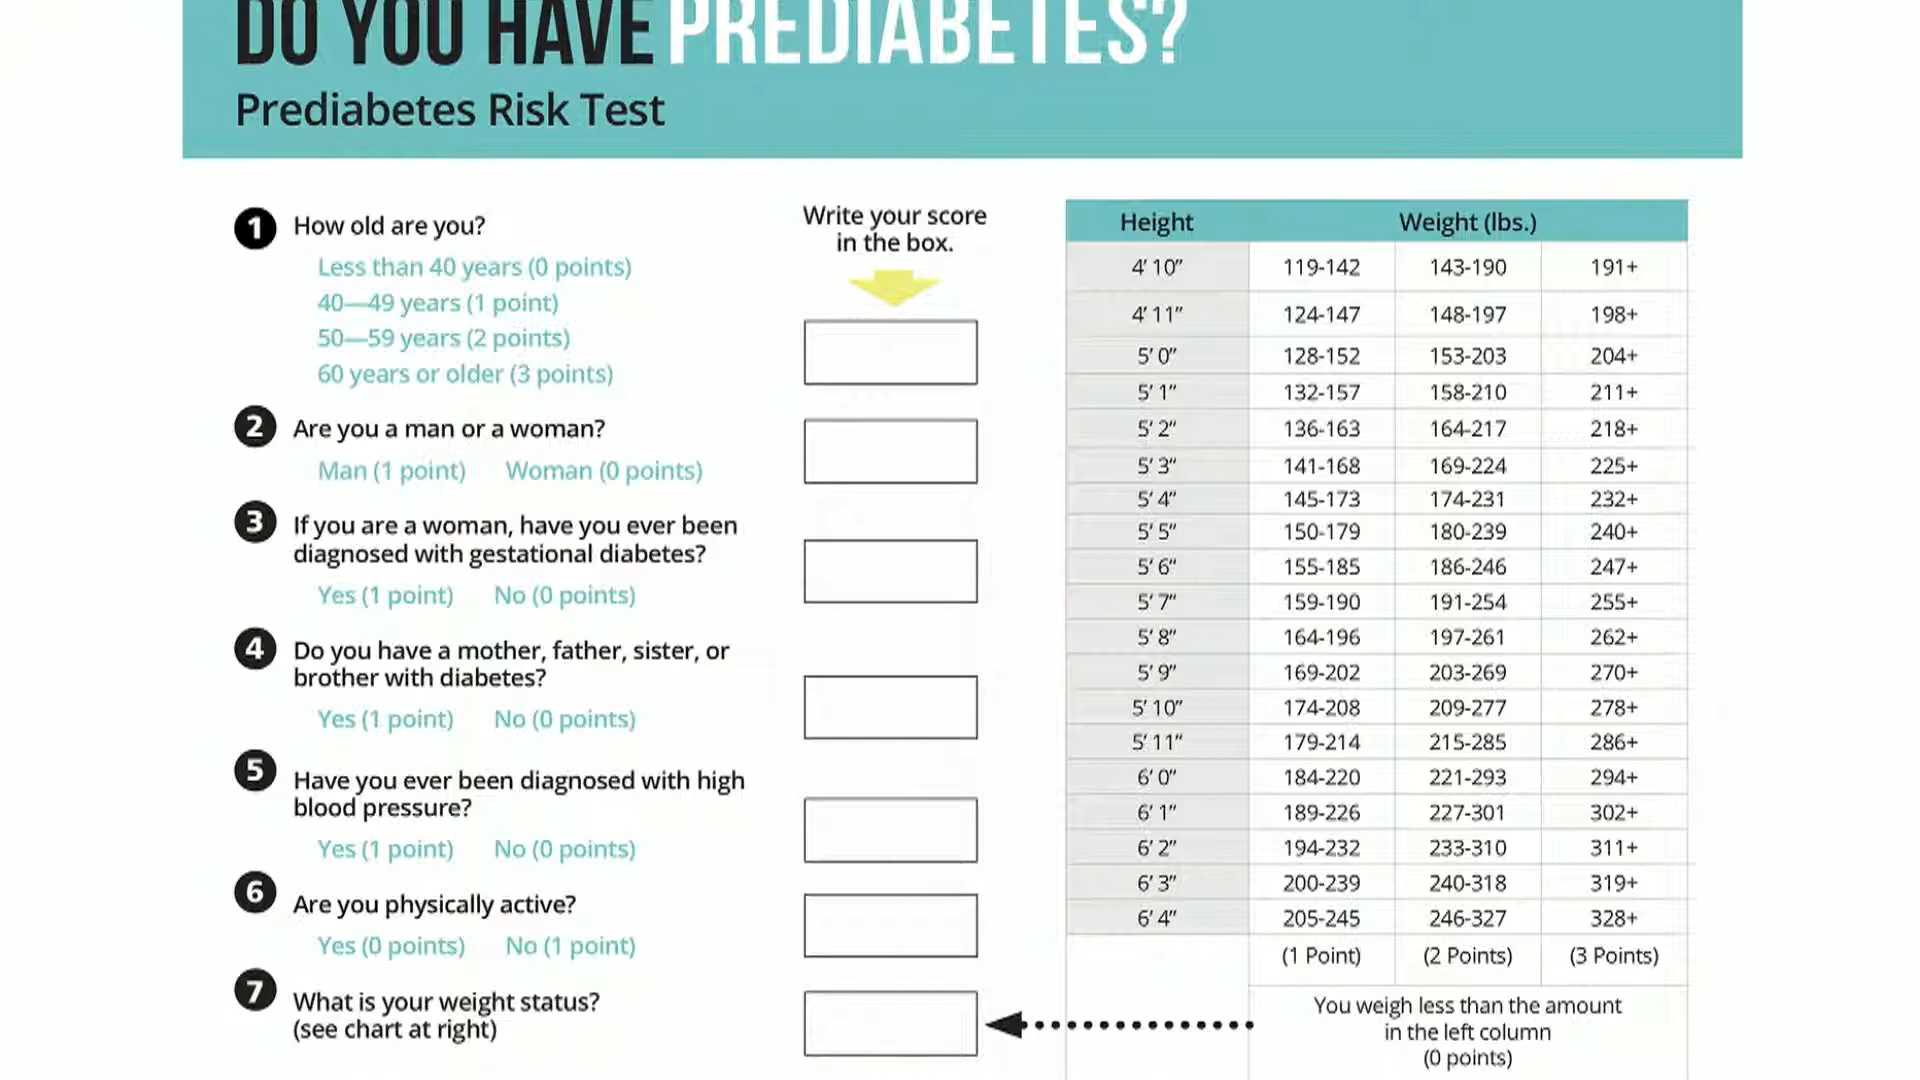 DO YOU HAVE PREDIABETES?
Prediabetes Risk Test
1 How old are you?
Less than 40 years (0 points)
40—49 years (1 point)
50—59 years (2 points)
60 years or older (3 points)
2 Are you a man or a woman?
Man (1 point) Woman (0 points)
3 If you are a woman, have you ever been
diagnosed with gestational diabetes?
Yes (1 point) No (0 points)
4 Do you have a mother, father, sister, or
brother with diabetes?
Yes (1 point) No (0 points)
5 Have you ever been diagnosed with high
blood pressure?
Yes (1 point) No (0 points)
6 Are you physically active?
Yes (0 points) No (1 point)
7 What is your weight status?
(see chart at right)
Write your score
in the box.
Height Weight (lbs.)
4’ 10” 119-142 143-190 191+
4’ 11” 124-147 148-197 198+
5’ 0” 128-152 153-203 204+
5’ 1” 132-157 158-210 211+
5’ 2” 136-163 164-217 218+
5’ 3” 141-168 169-224 225+
5’ 4” 145-173 174-231 232+
5’ 5” 150-179 180-239 240+
5’ 6” 155-185 186-246 247+
5’ 7” 159-190 191-254 255+
5’ 8” 164-196 197-261 262+
5’ 9” 169-202 203-269 270+
5’ 10” 174-208 209-277 278+
5’ 11” 179-214 215-285 286+
6’ 0” 184-220 221-293 294+
6’ 1” 189-226 227-301 302+
6’ 2” 194-232 233-310 311+
6’ 3” 200-239 240-318 319+
6’ 4” 205-245 246-327 328+
(1 Point) (2 Points) (3 Points)
You weigh less than the amount
in the left column
(0 points)